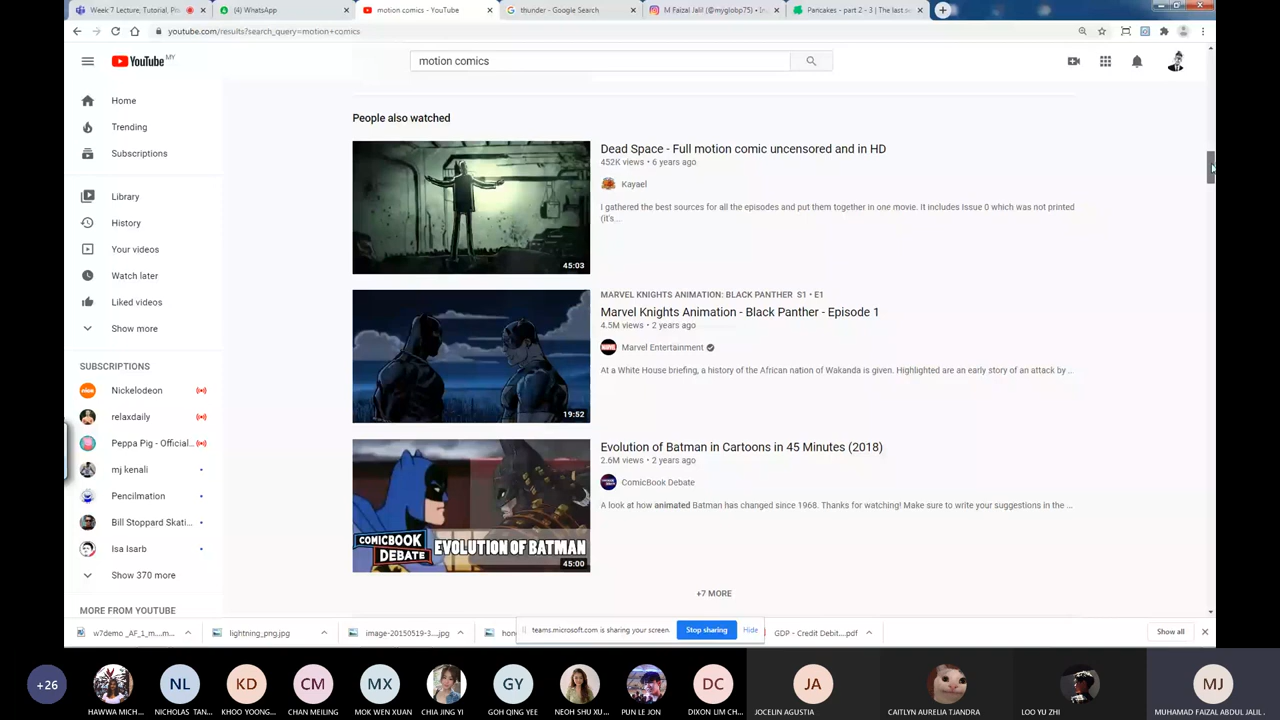 Week 7 Lecture, Tutorial, Pr
(4) WhatsApp
motion comics - YouTube
thunder - Google Search
M Faizal Jalil (@myglobp75) • In
Pancakes - part 2 - 3 | The last s
youtube.com/results?search_query=motion+comics
YouTube MY
motion comics
Home
Trending
Subscriptions
Library
History
Your videos
Watch later
Liked videos
Show more
SUBSCRIPTIONS
Nickelodeon
relaxdaily
Peppa Pig - Official...
mj kenali
Pencilmation
Bill Stoppard Skati...
Isa Isarb
Show 370 more
MORE FROM YOUTUBE
People also watched
Dead Space - Full motion comic uncensored and in HD
452K views • 6 years ago
Kayael
I gathered the best sources for all the episodes and put them together in one movie. It includes Issue 0 which was not printed
(it's...
45:03
MARVEL KNIGHTS ANIMATION: BLACK PANTHER S1 • E1
Marvel Knights Animation - Black Panther - Episode 1
4.5M views • 2 years ago
MARVEL
Marvel Entertainment
At a White House briefing, a history of the African nation of Wakanda is given. Highlighted are an early story of an attack by ...
19:52
Evolution of Batman in Cartoons in 45 Minutes (2018)
2.6M views • 2 years ago
ComicBook Debate
A look at how animated Batman has changed since 1968. Thanks for watching! Make sure to write your suggestions in the ...
COMICBOOK
DEBATE
EVOLUTION OF BATMAN
45:00
+7 MORE
w7demo _AF_1_m....m...
lightning_png.jpg
image-20150519-3....jpg
hon
teams.microsoft.com is sharing your screen.
Stop sharing
Hide
GDP - Credit Debit....pdf
Show all
+26
NL
KD
CM
MX
GY
DC
JA
MJ
HAWWA MICH...
NICHOLAS TAN...
KHOO YOONG...
CHAN MEILING
MOK WEN XUAN
CHIA JING YI
GOH QING YEE
NEOH SHU XU...
PUN LE JON
DIXON LIM CH...
JOCELIN AGUSTIA
CAITLYN AURELIA TJANDRA
LOO YU ZHI
MUHAMAD FAIZAL ABDUL JALIL .